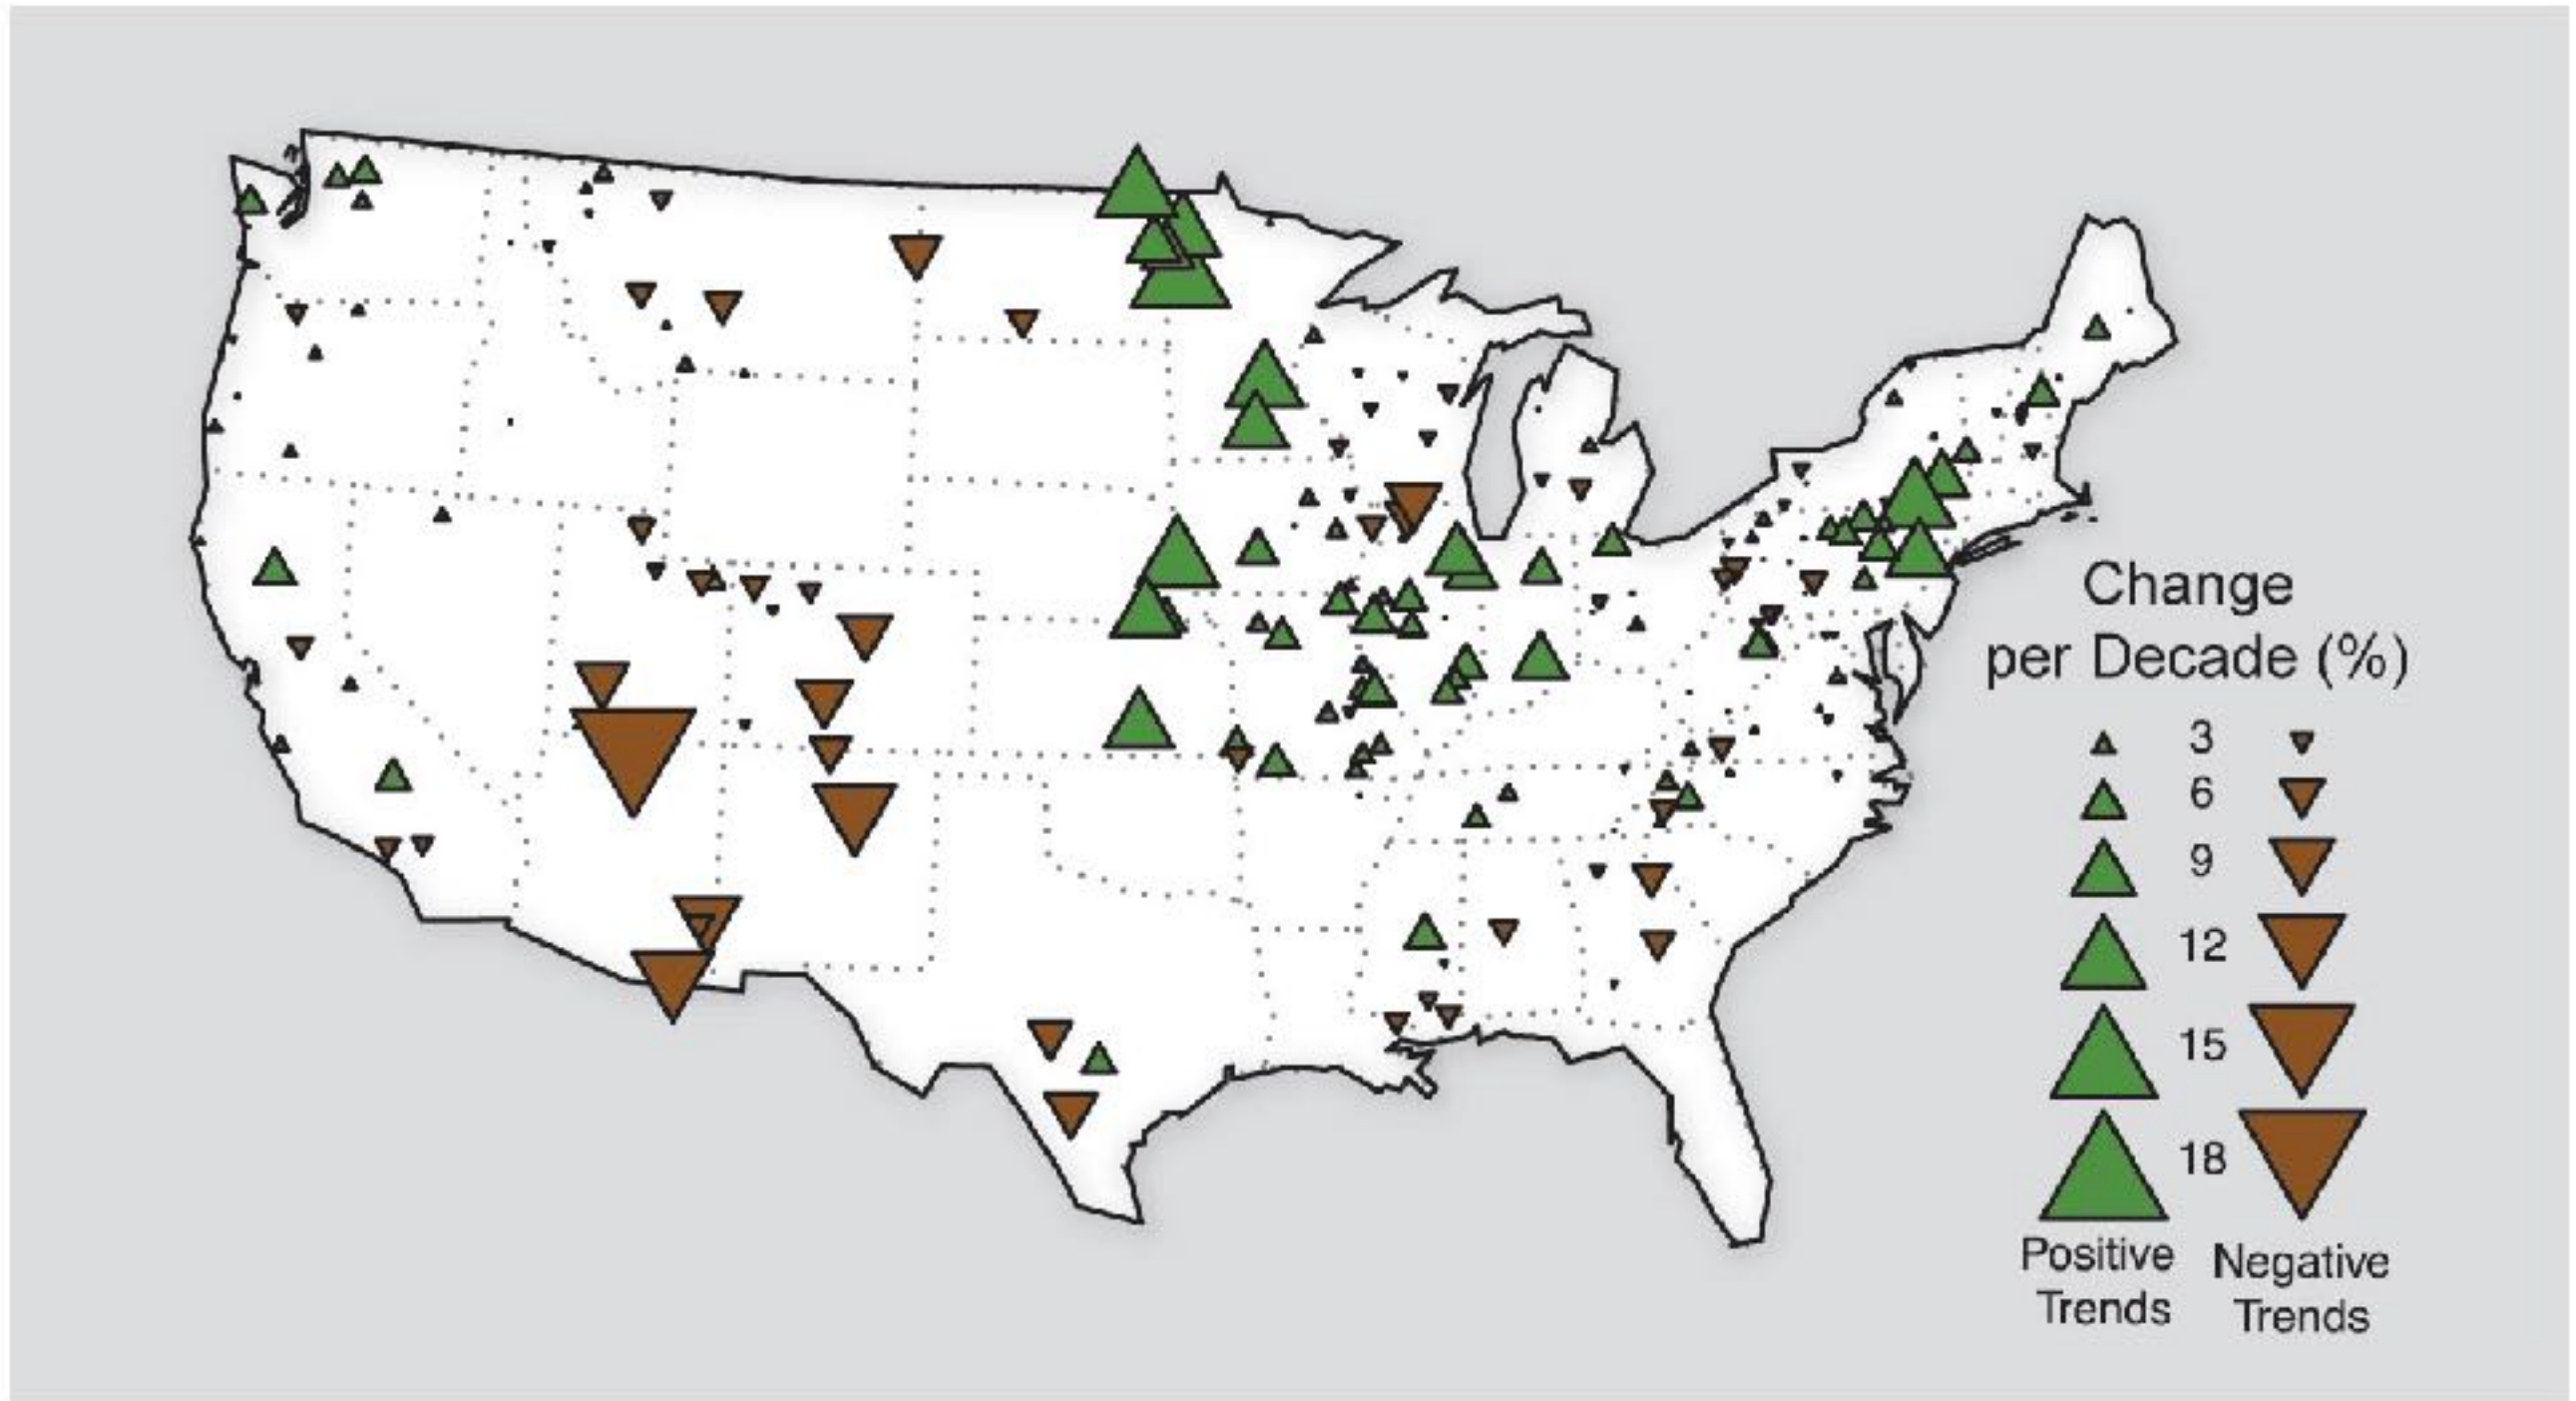 Change
per Decade (%)
3
6
9
12
15
18
Positive Negative
Trends Trends